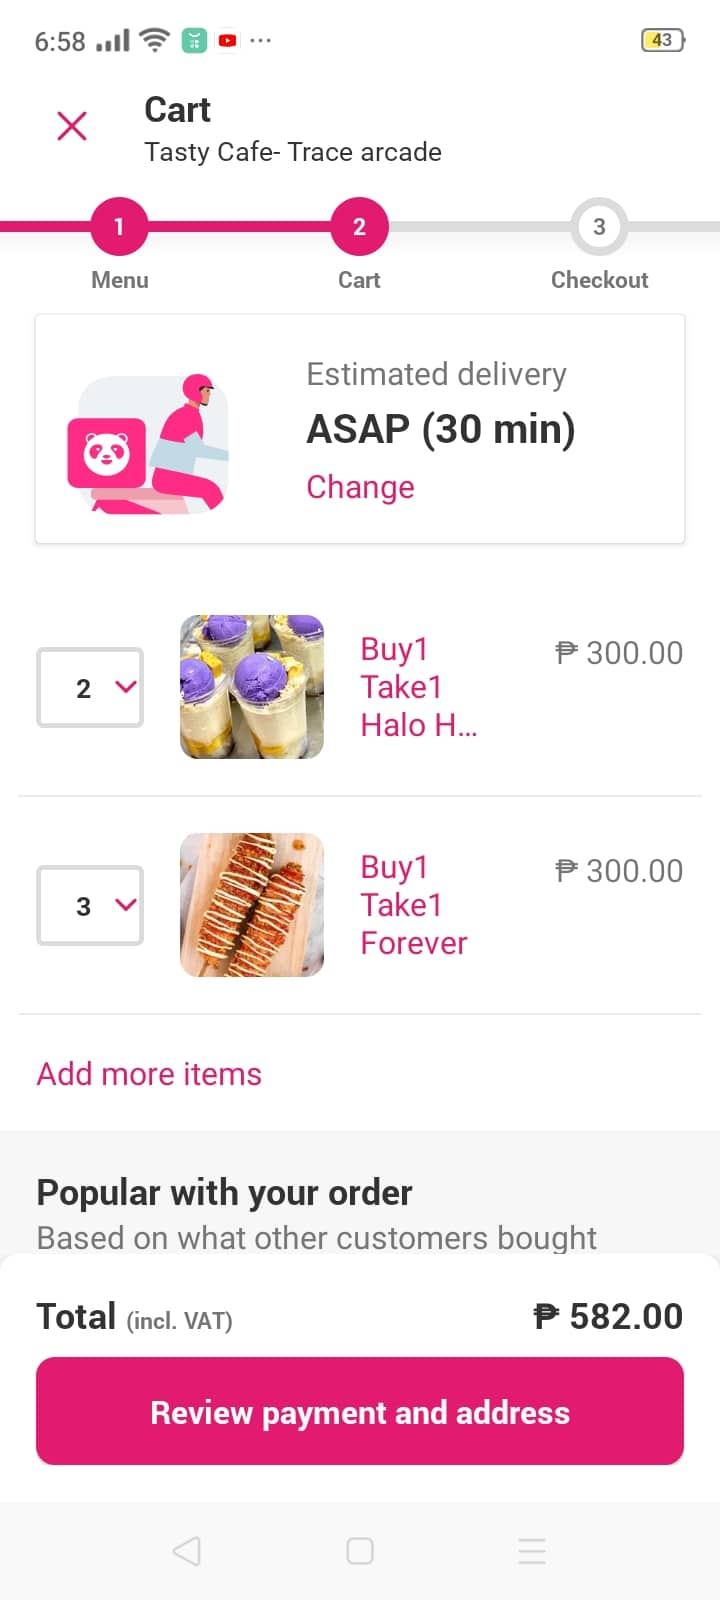 6:58
43
Cart
Tasty Cafe- Trace arcade
1
2
3
Menu
Cart
Checkout
Estimated delivery
ASAP (30 min)
Change
2
Buy1
Take1
Halo H...
₱ 300.00
3
Buy1
Take1
Forever
₱ 300.00
Add more items
Popular with your order
Based on what other customers bought
Total (incl. VAT)
₱ 582.00
Review payment and address